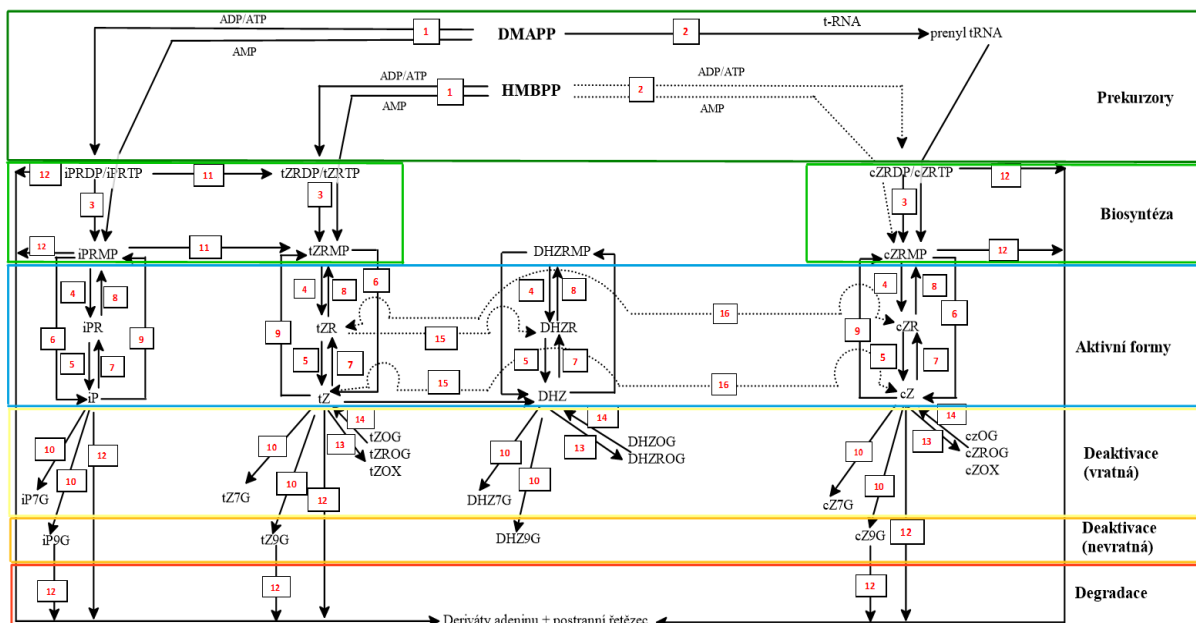 ADP/ATP
t-RNA
1
DMAPP
2
prenyl tRNA
AMP
ADP/ATP
ADP/ATP
1
HMBPP
2
AMP
AMP
Prekurzory
12
iPRDP/iPRTP
11
tZRDP/tZRTP
cZRDP/cZRTP
12
3
3
3
Biosyntéza
12
iPRMP
11
tZRMP
DHZRMP
cZRMP
12
4
8
4
8
6
4
8
4
8
6
iPR
tZR
15
DHZR
16
cZR
6
9
9
9
Aktivní formy
5
7
5
7
5
7
5
7
15
16
iP
tZ
DHZ
cZ
10
12
10
14
tZOG
10
14
DHZOG
10
14
czOG
13
tZROG
13
DHZROG
13
cZROG
tZOX
cZOX
Deaktivace
(vratná)
10
10
12
10
10
iP7G
tZ7G
DHZ7G
cZ7G
iP9G
tZ9G
DHZ9G
cZ9G
12
Deaktivace
(nevratná)
12
12
12
Degradace
Deriváty adeninu + postranní řetězec